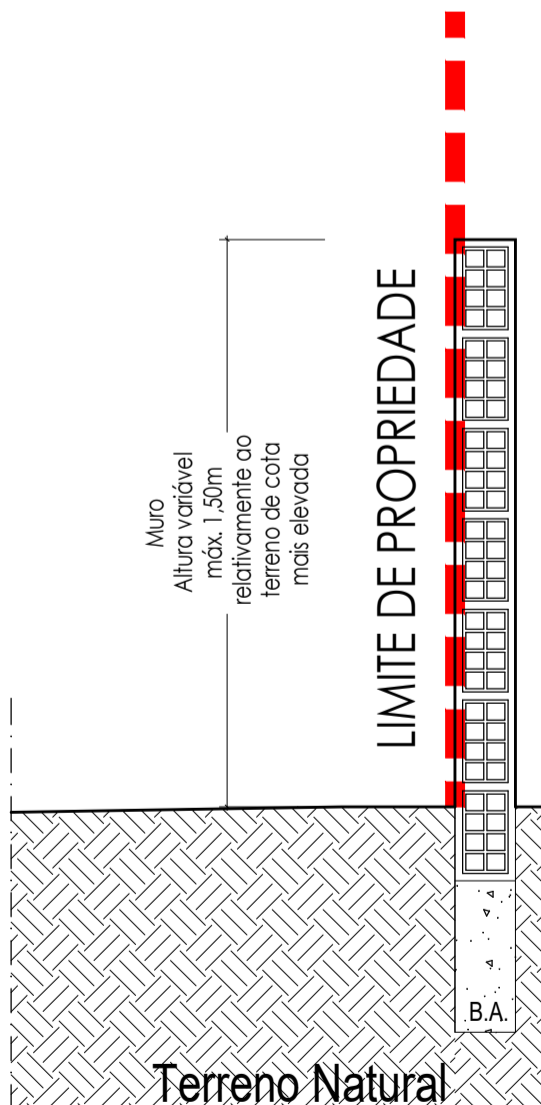 Muro
Altura variável
máx. 1,50m
relativamente ao
terreno de cota
mais elevada
LIMITE DE PROPRIEDADE
B.A.
Terreno Natural